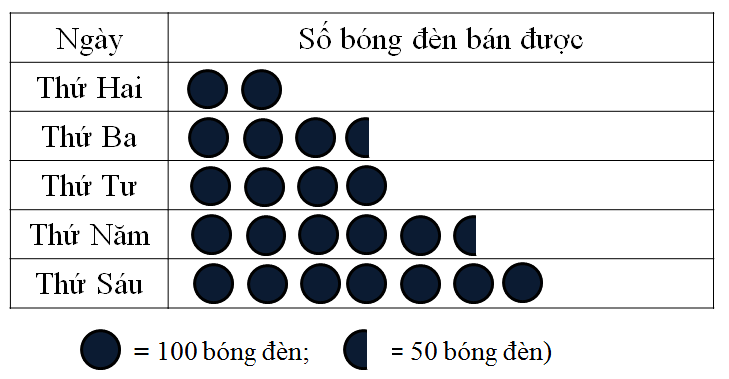 Ngày Số bóng đèn bán được
Thứ Hai
Thứ Ba
Thứ Tư
Thứ Năm
Thứ Sáu
= 100 bóng đèn; = 50 bóng đèn)